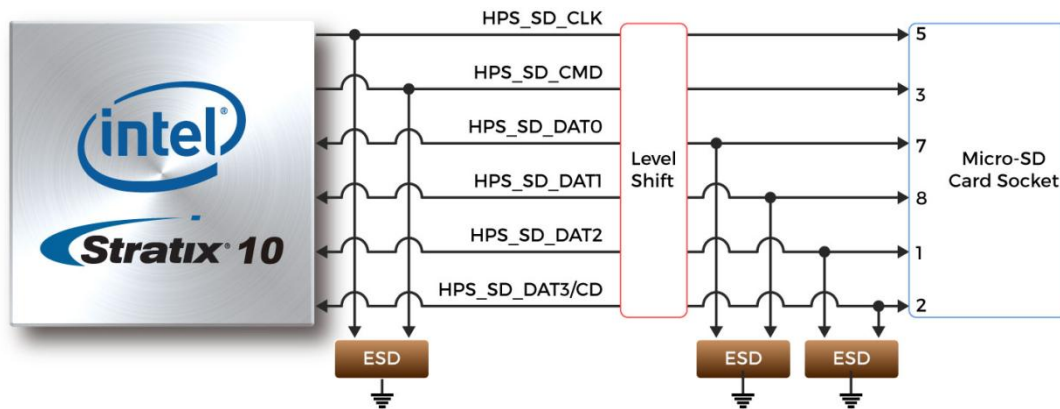 HPS_SD_CLK
5
HPS_SD_CMD
3
intel®
HPS_SD_DAT0
7
Level
Shift
Micro-SD
Card Socket
HPS_SD_DAT1
8
Stratix® 10
HPS_SD_DAT2
1
HPS_SD_DAT3/CD
2
ESD
ESD
ESD